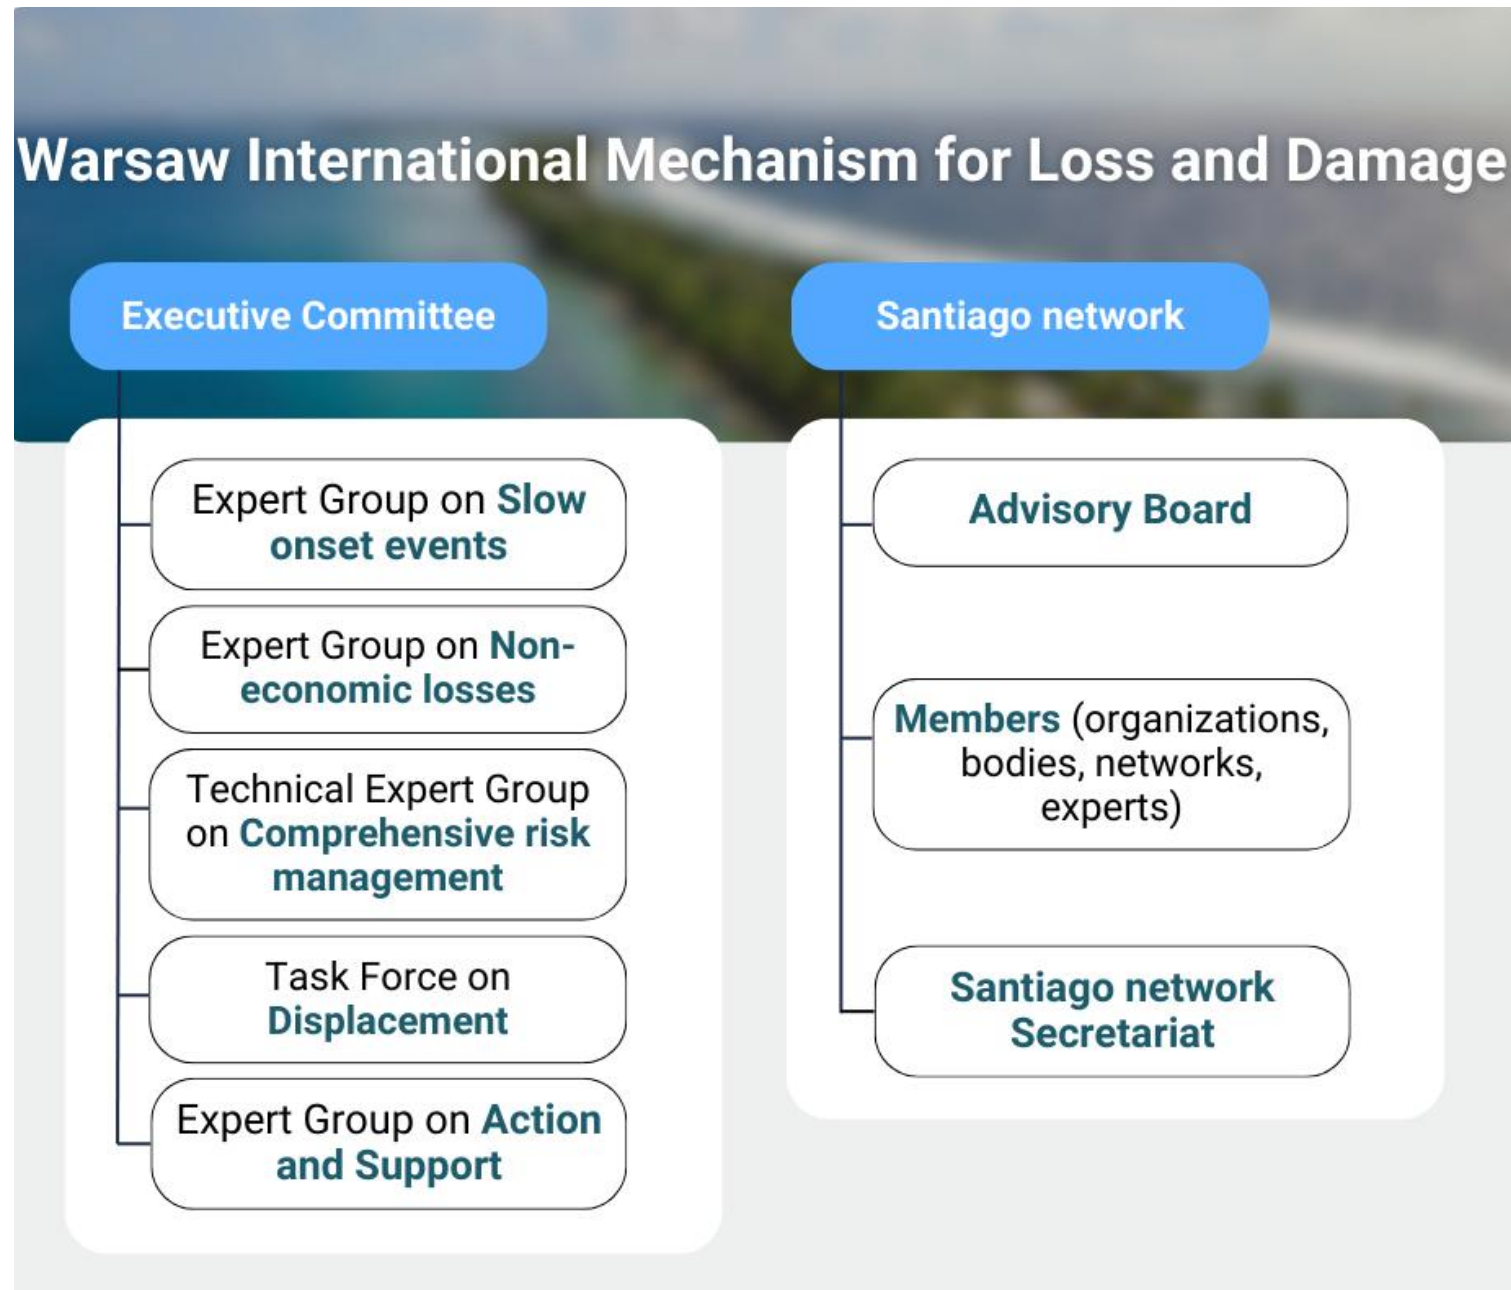 Warsaw International Mechanism for Loss and Damage
Executive Committee
Expert Group on Slow
onset events
Expert Group on Non-
economic losses
Technical Expert Group
on Comprehensive risk
management
Task Force on
Displacement
Expert Group on Action
and Support
Santiago network
Advisory Board
Members (organizations,
bodies, networks,
experts)
Santiago network
Secretariat